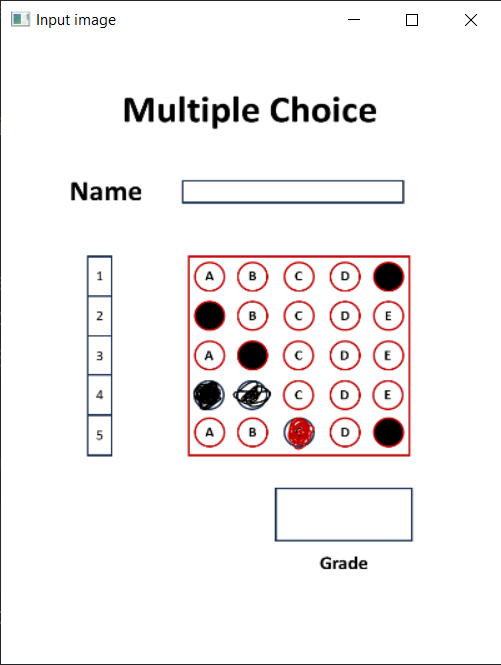 Input image
Multiple Choice
Name
1 A B C D
2 B C D E
3 A C D E
4 C D E
5 A B D
Grade